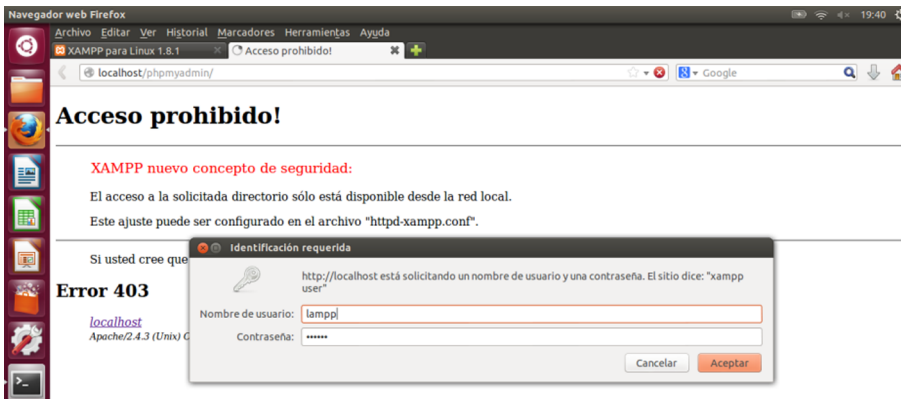 Navegador web Firefox
19:40
Archivo Editar Ver Historial Marcadores Herramientas Ayuda
XAMPP para Linux 1.8.1
Acceso prohibido!
localhost/phpmyadmin/
Google
Acceso prohibido!
XAMPP nuevo concepto de seguridad:
El acceso a la solicitada directorio sólo está disponible desde la red local.
Este ajuste puede ser configurado en el archivo "httpd-xampp.conf".
Si usted cree que
Error 403
localhost
Apache/2.4.3 (Unix) O
Identificación requerida
http://localhost está solicitando un nombre de usuario y una contraseña. El sitio dice: "xampp
user"
Nombre de usuario: lampp
Contraseña: ••••••
Cancelar
Aceptar